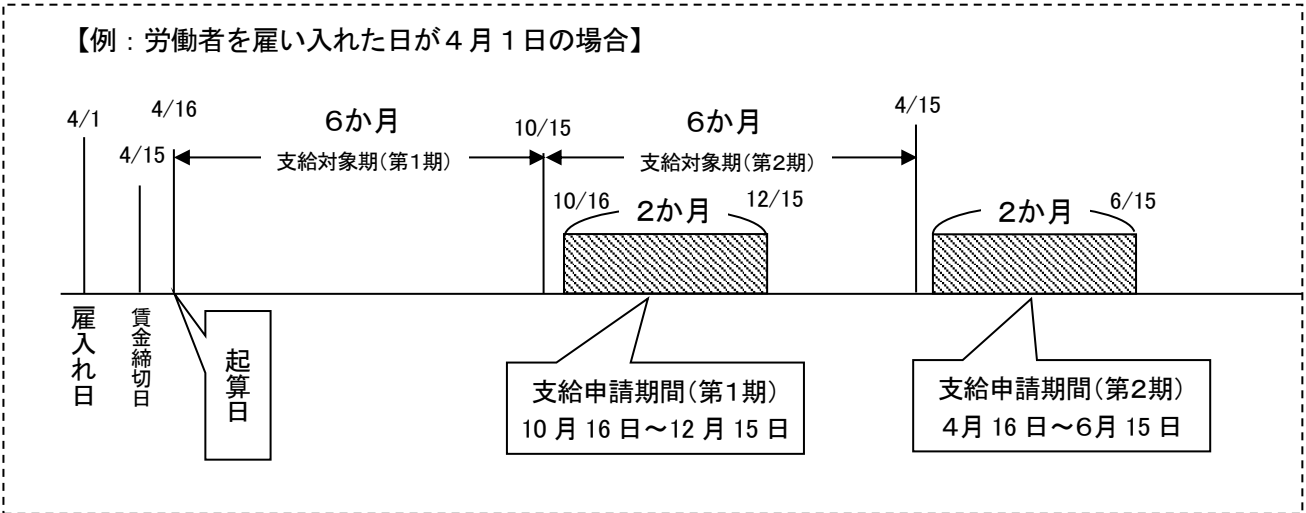 【例：労働者を雇い入れた日が４月１日の場合】
4/1
4/15
4/16
6か月
支給対象期(第1期)
10/15
6か月
支給対象期(第2期)
4/15
10/16
2か月
12/15
2か月
6/15
雇入れ日
賃金締切日
起算日
支給申請期間(第1期)
10 月 16 日～12 月 15 日
支給申請期間(第2期)
4月 16 日～6月 15 日